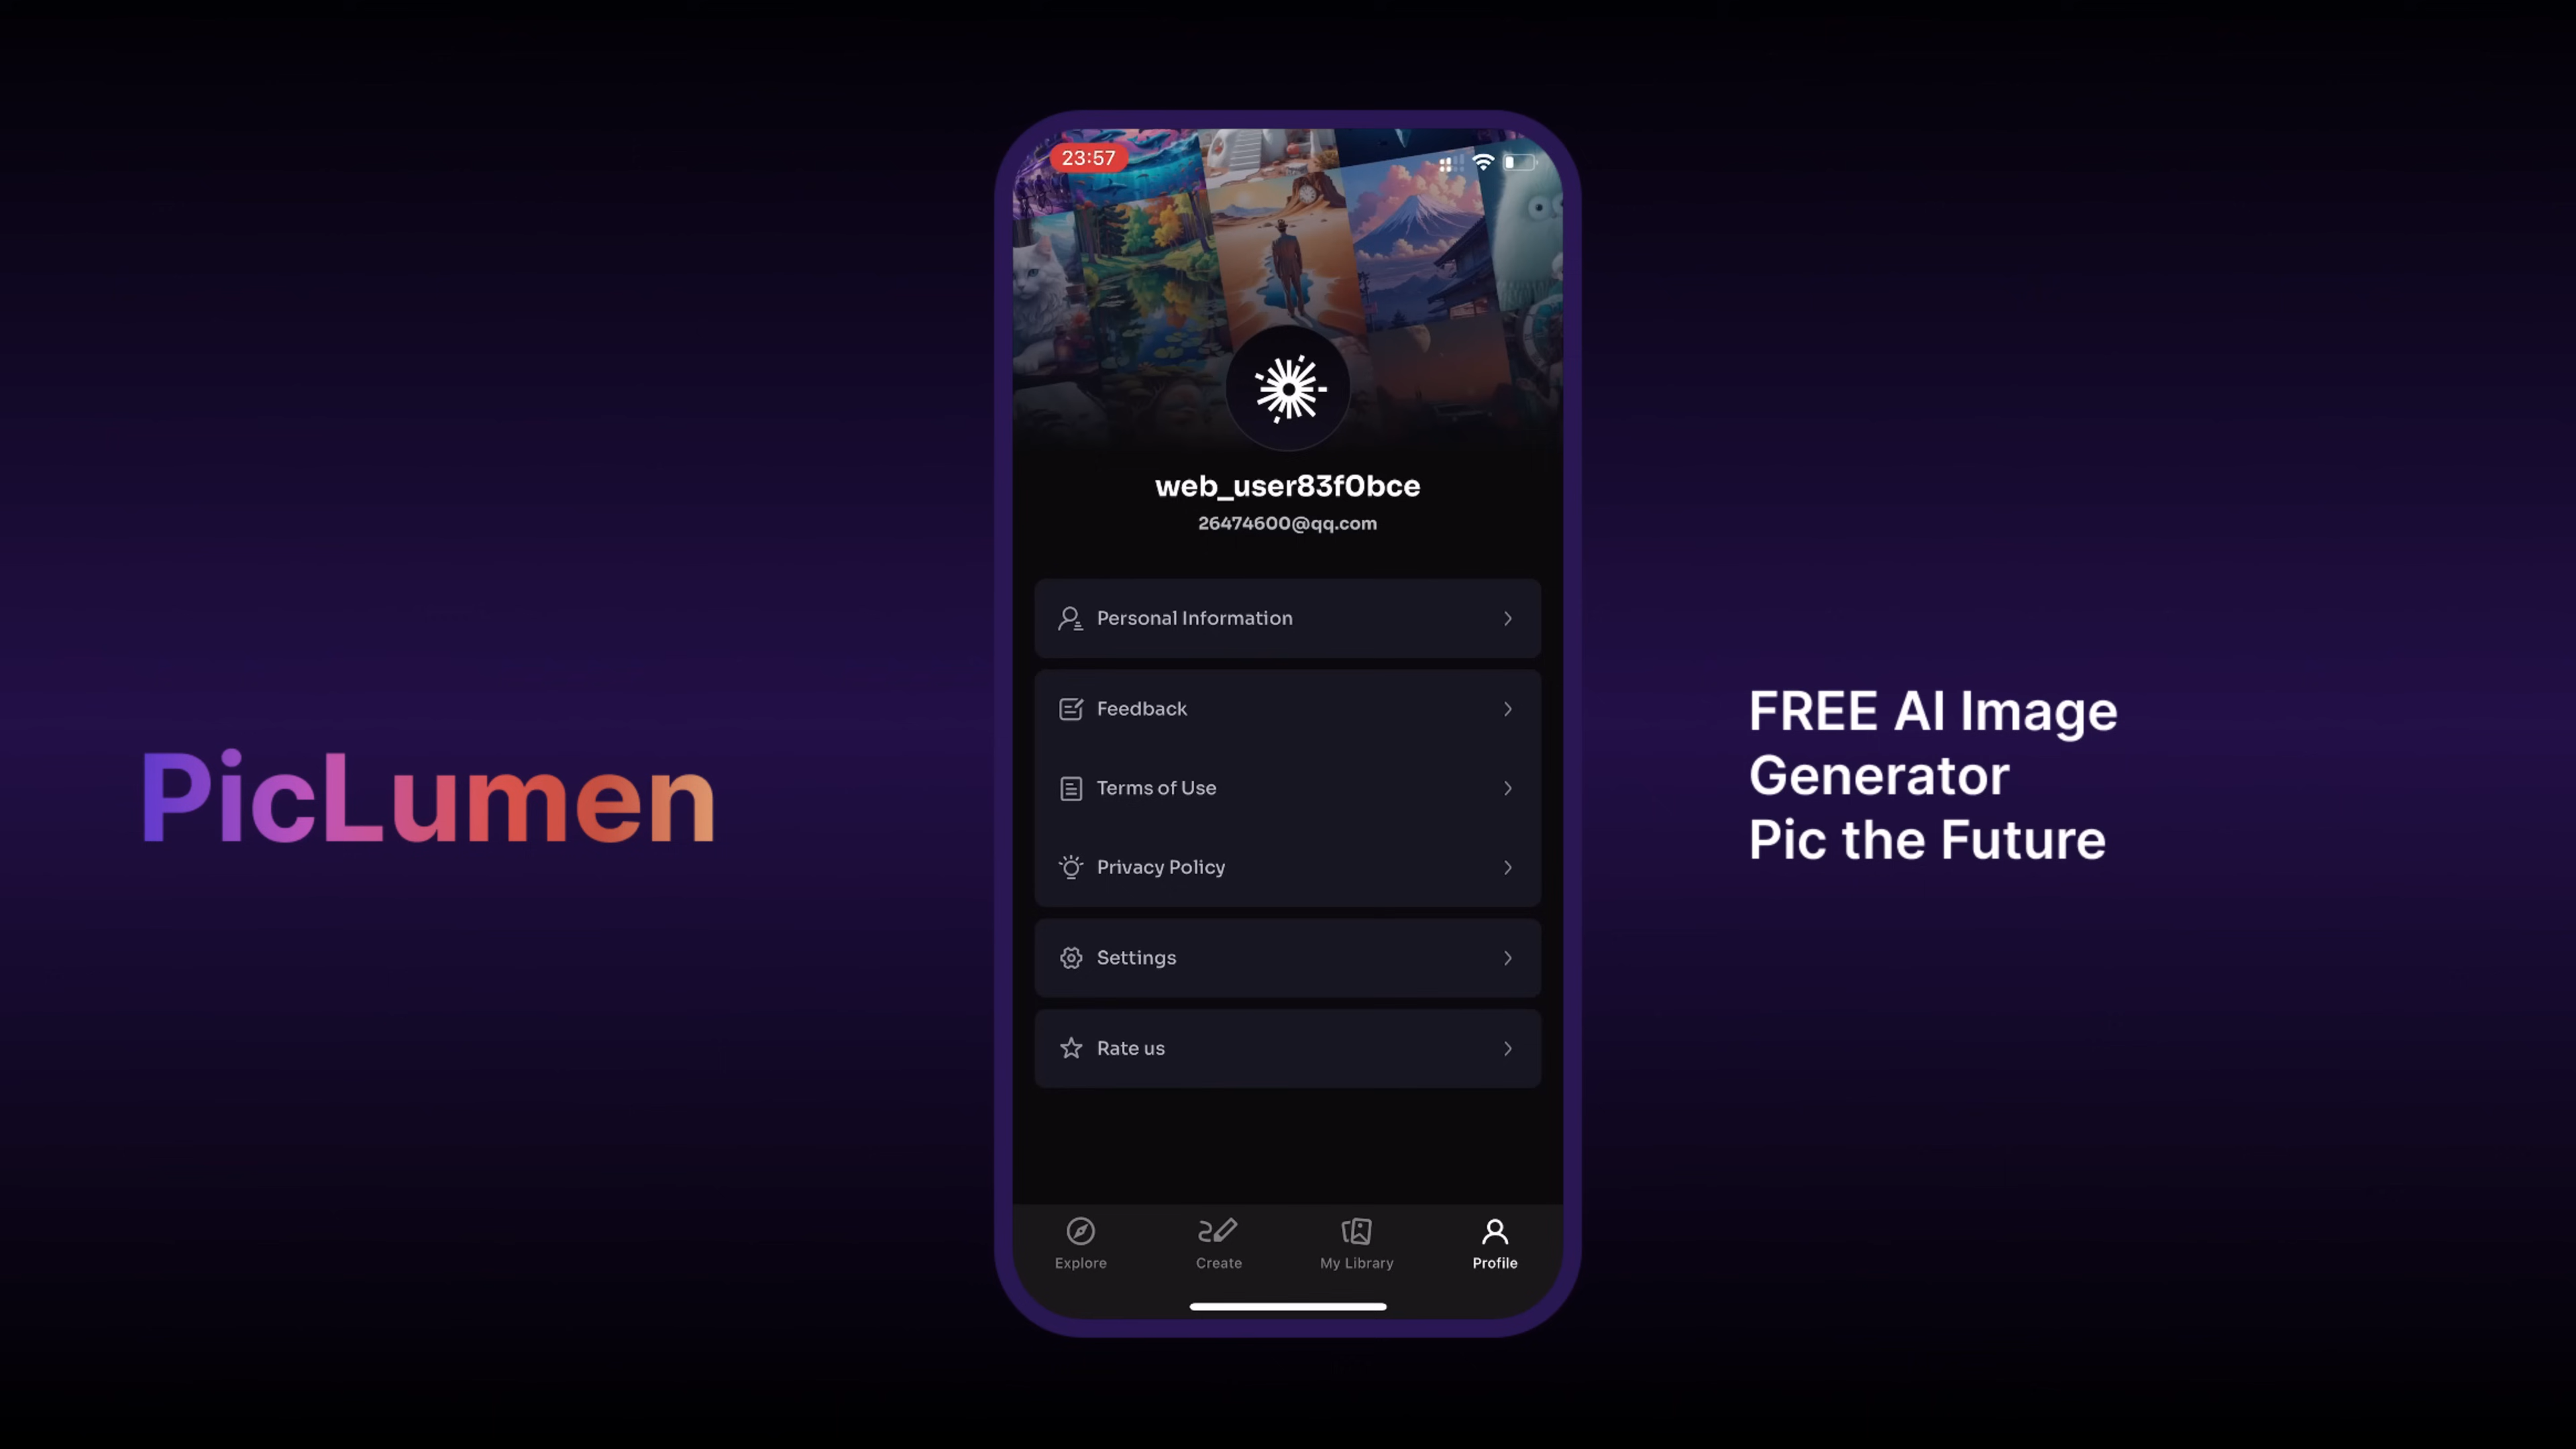 PicLumen
23:57
web_user83f0bce
26474600@qq.com
Personal Information
Feedback
Terms of Use
Privacy Policy
Settings
Rate us
Explore
Create
My Library
Profile
FREE AI Image
Generator
Pic the Future